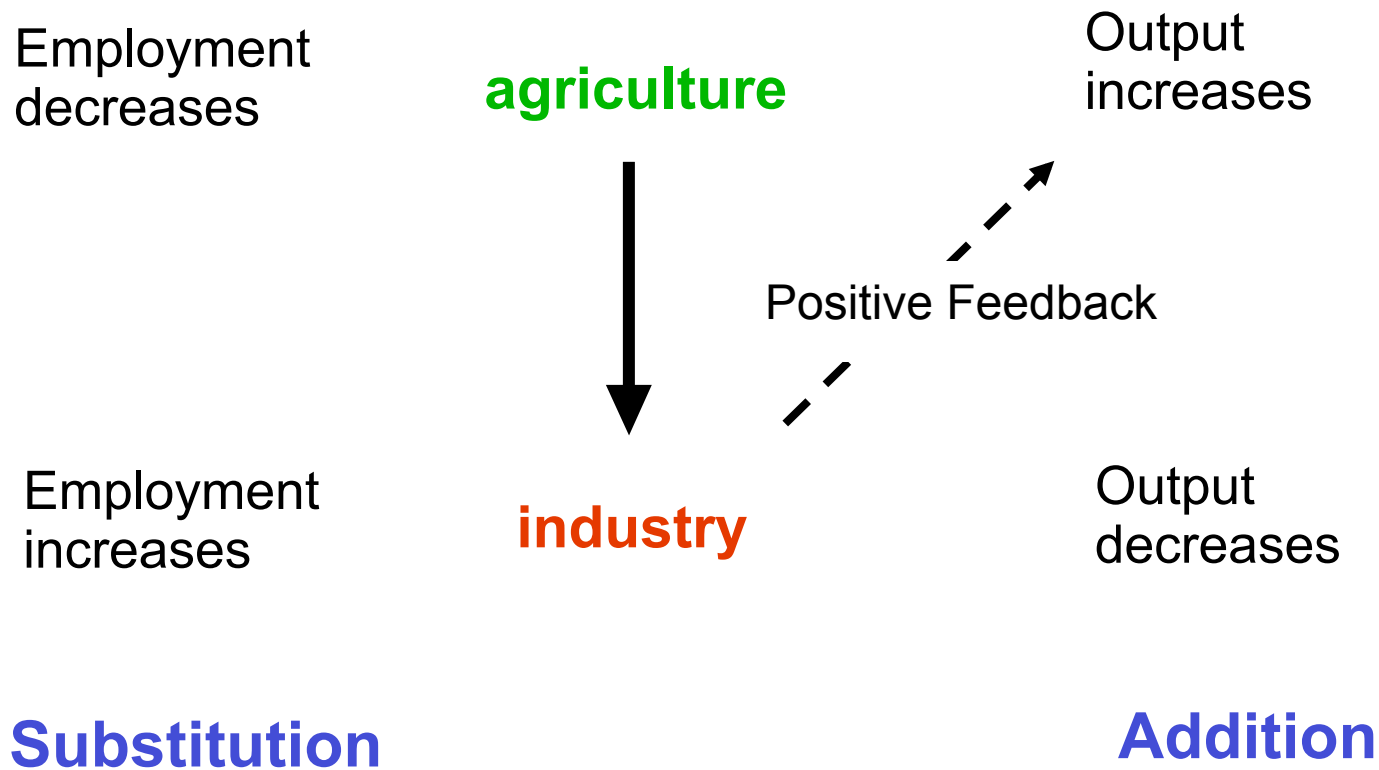 Employment
decreases
agriculture
Output
increases
Positive Feedback
Employment
increases
industry
Output
decreases
Substitution
Addition